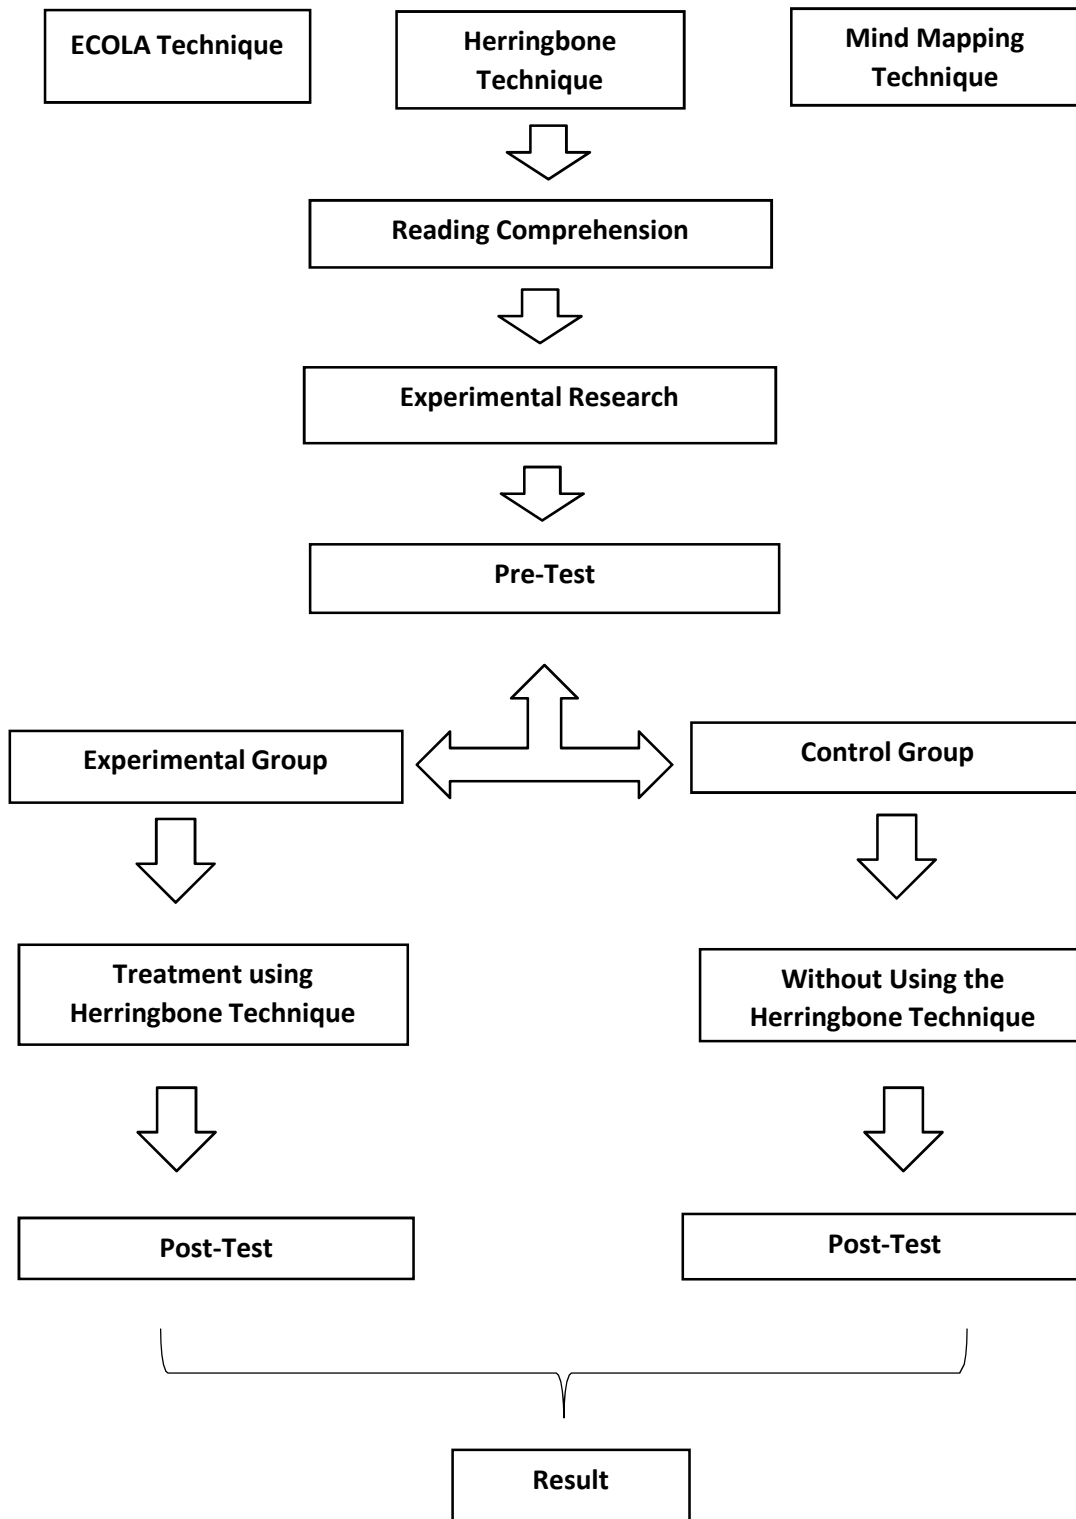 ECOLA Technique
Herringbone
Technique
Mind Mapping
Technique
Reading Comprehension
Experimental Research
Pre-Test
Experimental Group
Control Group
Treatment using
Herringbone Technique
Without Using the
Herringbone Technique
Post-Test
Post-Test
Result